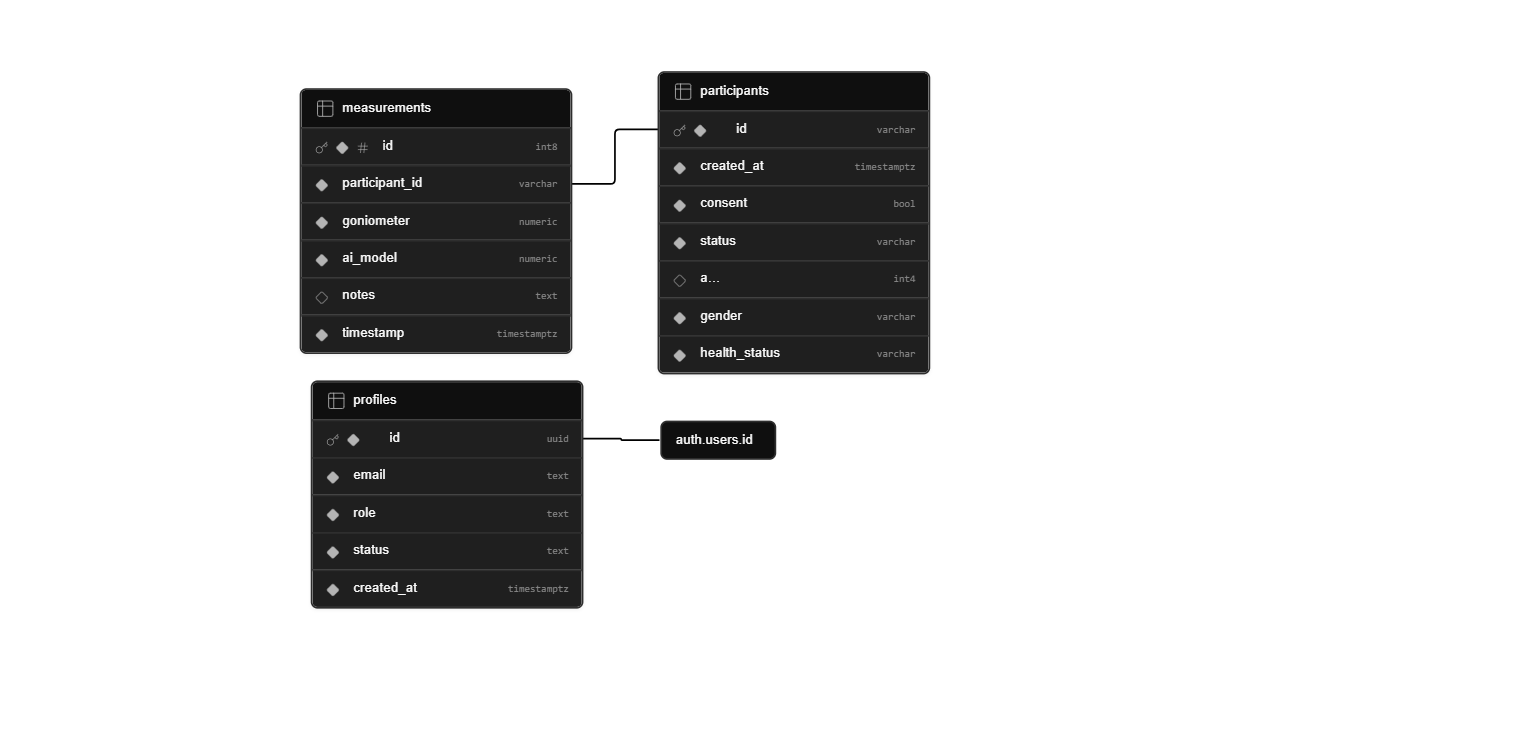 measurements
id int8
participant_id varchar
goniometer numeric
ai_model numeric
notes text
timestamp timestamptz
participants
id varchar
created_at timestamptz
consent bool
status varchar
a... int4
gender varchar
health_status varchar
profiles
id uuid
email text
role text
status text
created_at timestamptz
auth.users.id